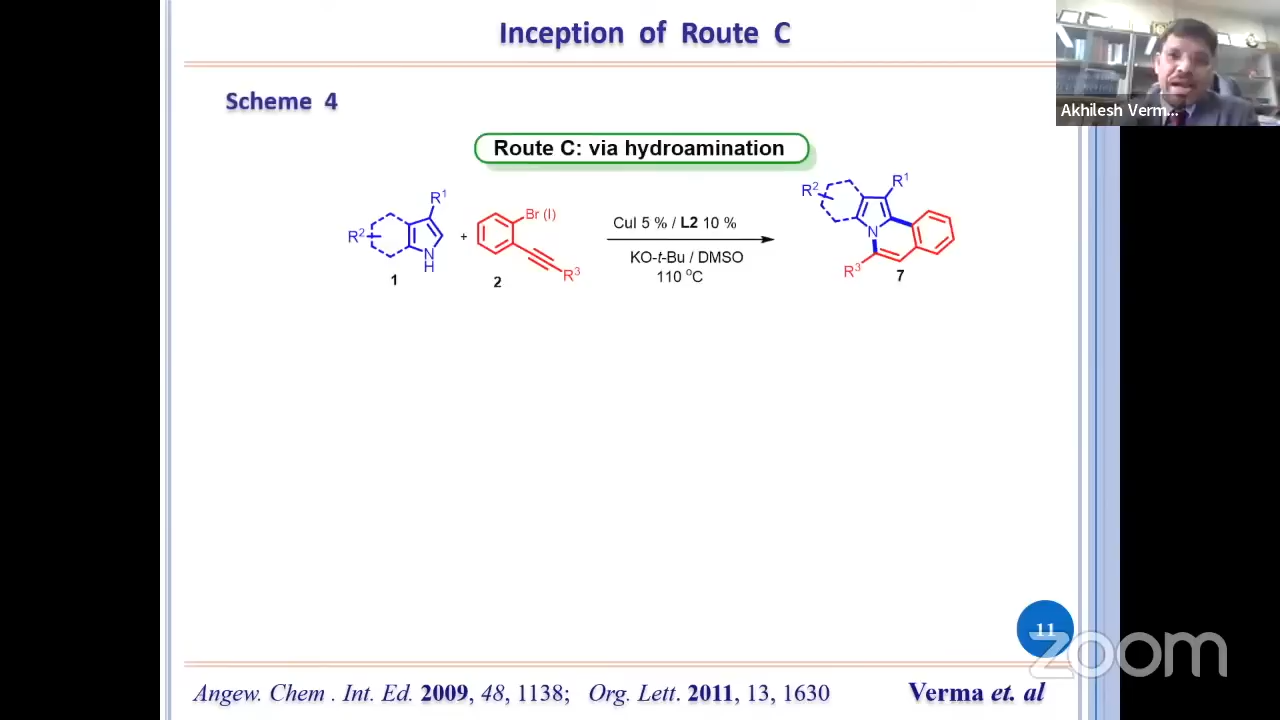 Inception of Route C
Akhilesh Verm...
Scheme 4
Route C: via hydroamination
R1
R2
N
H
1
+
Br (I)
R3
2
CuI 5 % / L2 10 %
KO-t-Bu / DMSO
110 oC
R2
R1
N
R3
7
11
zoom
Angew. Chem . Int. Ed. 2009, 48, 1138; Org. Lett. 2011, 13, 1630
Verma et. al